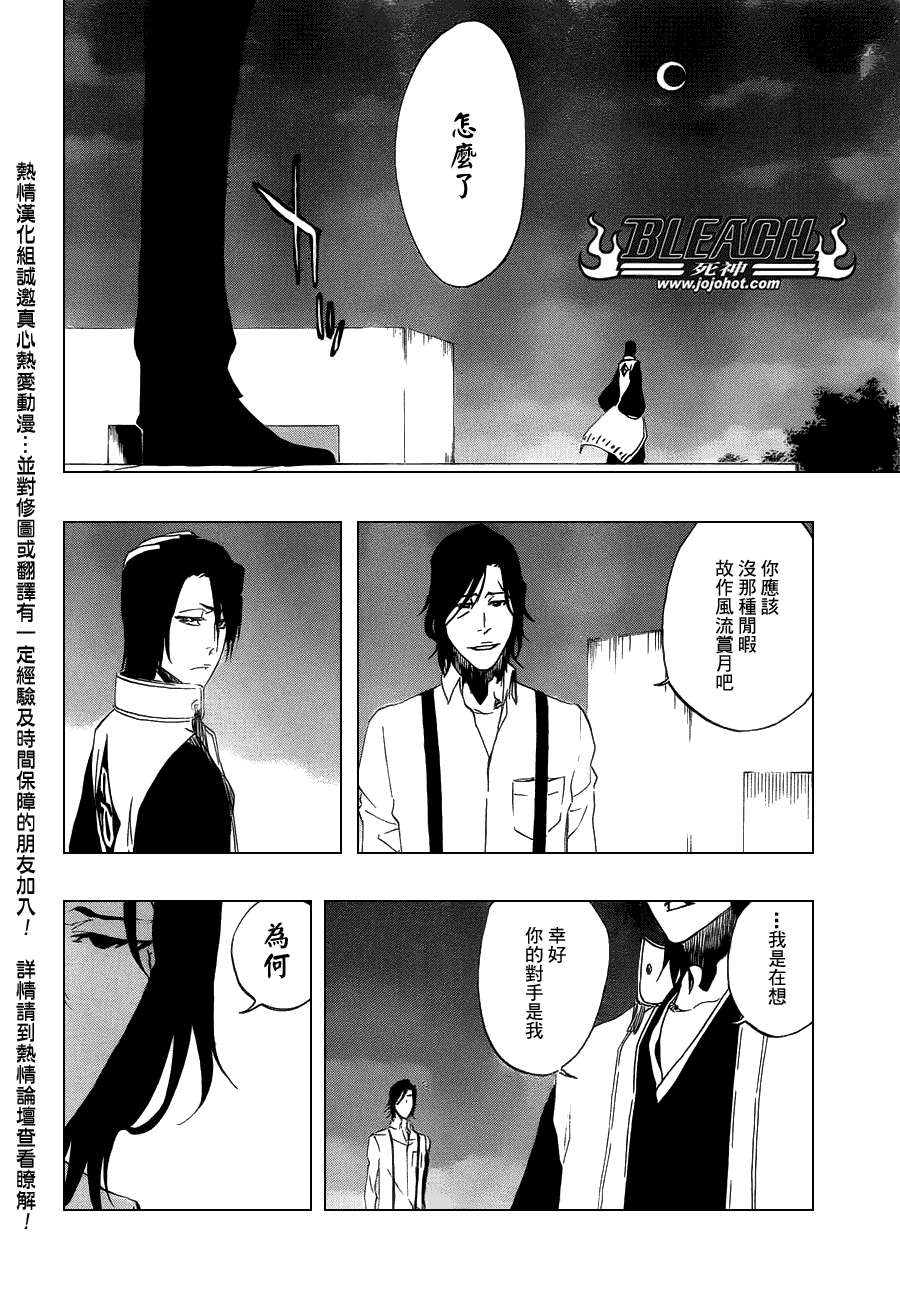 怎麼了
BLEACH
死神
www.jojohot.com
你應該
沒那種閒暇
故作風流賞月吧
…我是在想
幸好
你的對手是我
為何
熱情漢化組誠邀真心熱愛動漫…並對修圖或翻譯有一定經驗及時間保障的朋友加入！ 詳情請到熱情論壇查看瞭解！